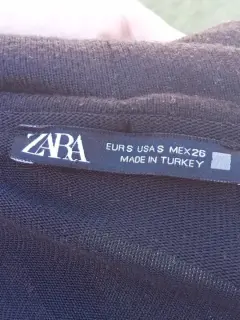 ZARA
EUR S USA S MEX 26
MADE IN TURKEY